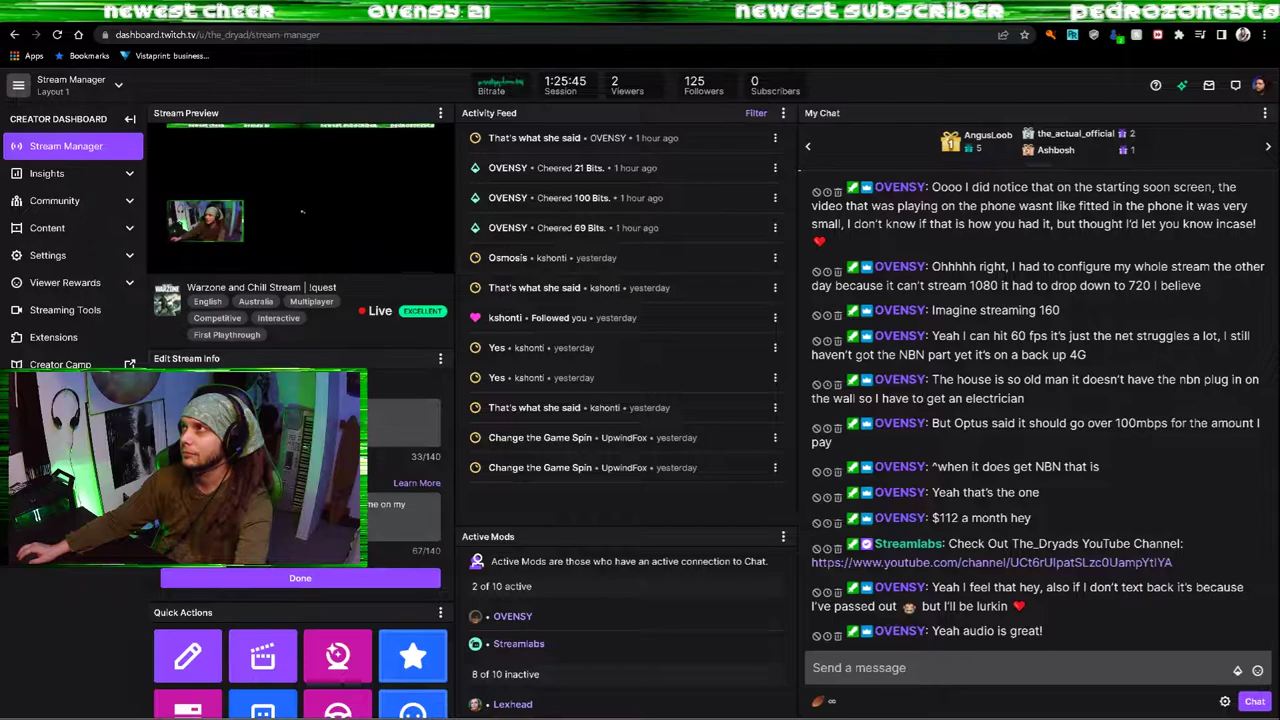 NEWEST CHEER
OVENSY 21
NEWEST SUBSCRIBER
dashboard.twitch.tv/u/the_dryad/stream-manager
Apps
Bookmarks
Vistaprint: business...
Stream Manager
Layout 1
Bitrate
1:25:45
Session
2
Viewers
125
Followers
0
Subscribers
CREATOR DASHBOARD
Stream Manager
Insights
Community
Content
Settings
Viewer Rewards
Streaming Tools
Extensions
Creator Camp
Stream Preview
Warzone and Chill Stream | !quest
English
Australia
Multiplayer
Competitive
Interactive
First Playthrough
Live
EXCELLENT
Edit Stream Info
33/140
Learn More
me on my
67/140
Done
Quick Actions
Activity Feed
Filter
That's what she said • OVENSY • 1 hour ago
OVENSY • Cheered 21 Bits. • 1 hour ago
OVENSY • Cheered 100 Bits. • 1 hour ago
OVENSY • Cheered 69 Bits. • 1 hour ago
Osmosis • kshonti • yesterday
That's what she said • kshonti • yesterday
kshonti • Followed you • yesterday
Yes • kshonti • yesterday
Yes • kshonti • yesterday
That's what she said • kshonti • yesterday
Change the Game Spin • UpwindFox • yesterday
Change the Game Spin • UpwindFox • yesterday
Active Mods
Active Mods are those who have an active connection to Chat.
2 of 10 active
• OVENSY
• Streamlabs
8 of 10 inactive
• Lexhead
My Chat
1
AngusLoob
5
the_actual_official 2
Ashbosh 1
OVENSY: Oooo I did notice that on the starting soon screen, the
video that was playing on the phone wasnt like fitted in the phone it was very
small, I don't know if that is how you had it, but thought I'd let you know incase!
OVENSY: Ohhhhh right, I had to configure my whole stream the other
day because it can't stream 1080 it had to drop down to 720 I believe
OVENSY: Imagine streaming 160
OVENSY: Yeah I can hit 60 fps it's just the net struggles a lot, I still
haven't got the NBN part yet it's on a back up 4G
OVENSY: The house is so old man it doesn't have the nbn plug in on
the wall so I have to get an electrician
OVENSY: But Optus said it should go over 100mbps for the amount I
pay
OVENSY: ^when it does get NBN that is
OVENSY: Yeah that's the one
OVENSY: $112 a month hey
Streamlabs: Check Out The_Dryads YouTube Channel:
https://www.youtube.com/channel/UCt6rUIpatSLzc0UampYtIYA
OVENSY: Yeah I feel that hey, also if I don't text back it's because
I've passed out but I'll be lurkin
OVENSY: Yeah audio is great!
Send a message
Chat